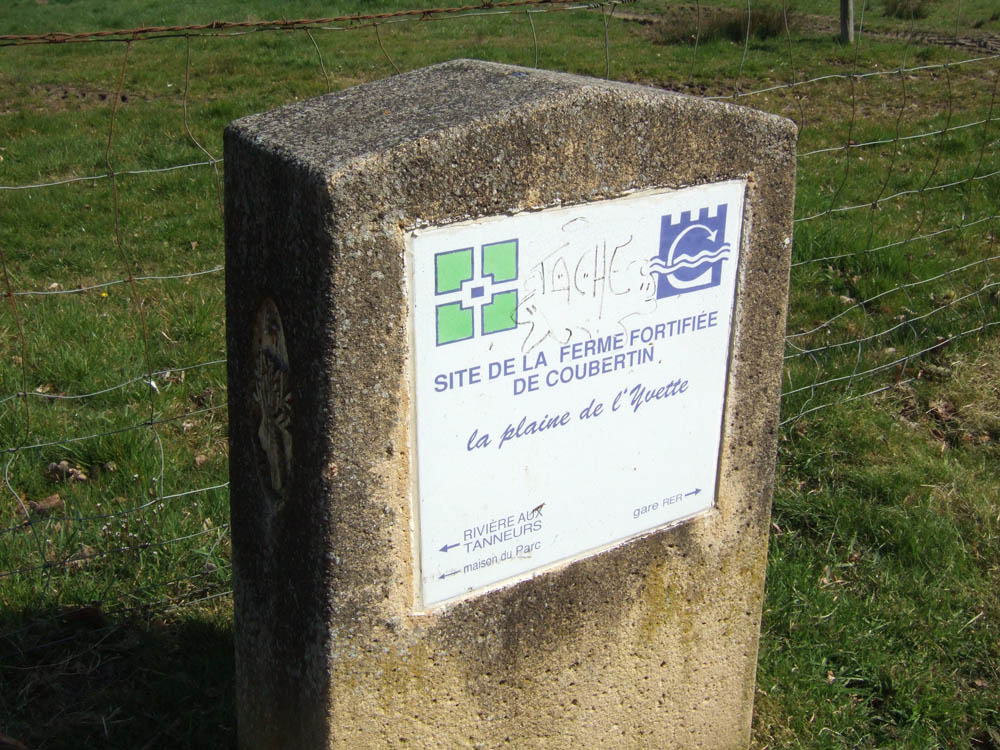 TACHE
SITE DE LA FERME FORTIFIÉE
DE COUBERTIN
la plaine de l'Yvette
← RIVIÈRE AUX
TANNEURS
← maison du Parc
gare RER →